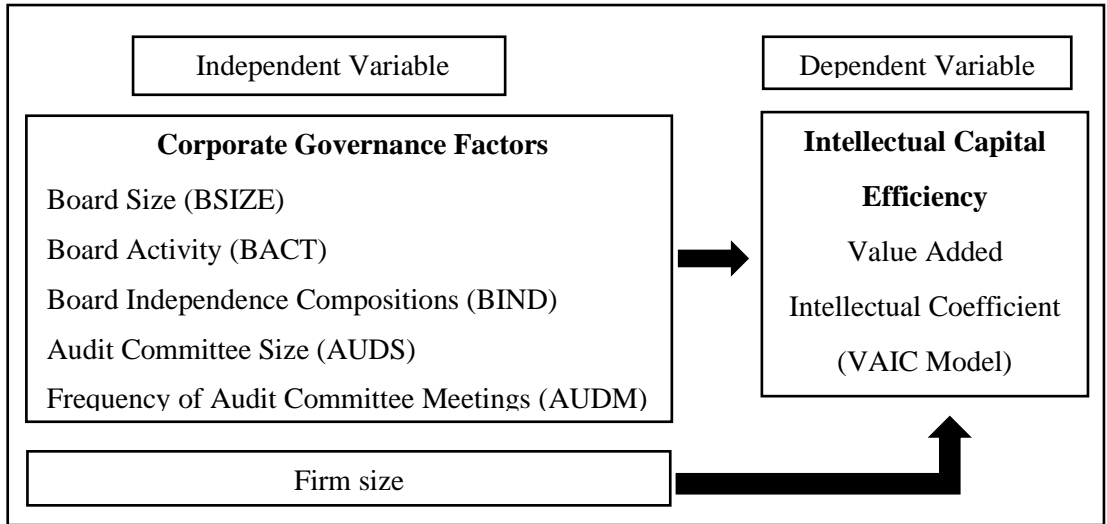 Independent Variable
Dependent Variable
Corporate Governance Factors
Board Size (BSIZE)
Board Activity (BACT)
Board Independence Compositions (BIND)
Audit Committee Size (AUDS)
Frequency of Audit Committee Meetings (AUDM)
Intellectual Capital
Efficiency
Value Added
Intellectual Coefficient
(VAIC Model)
Firm size